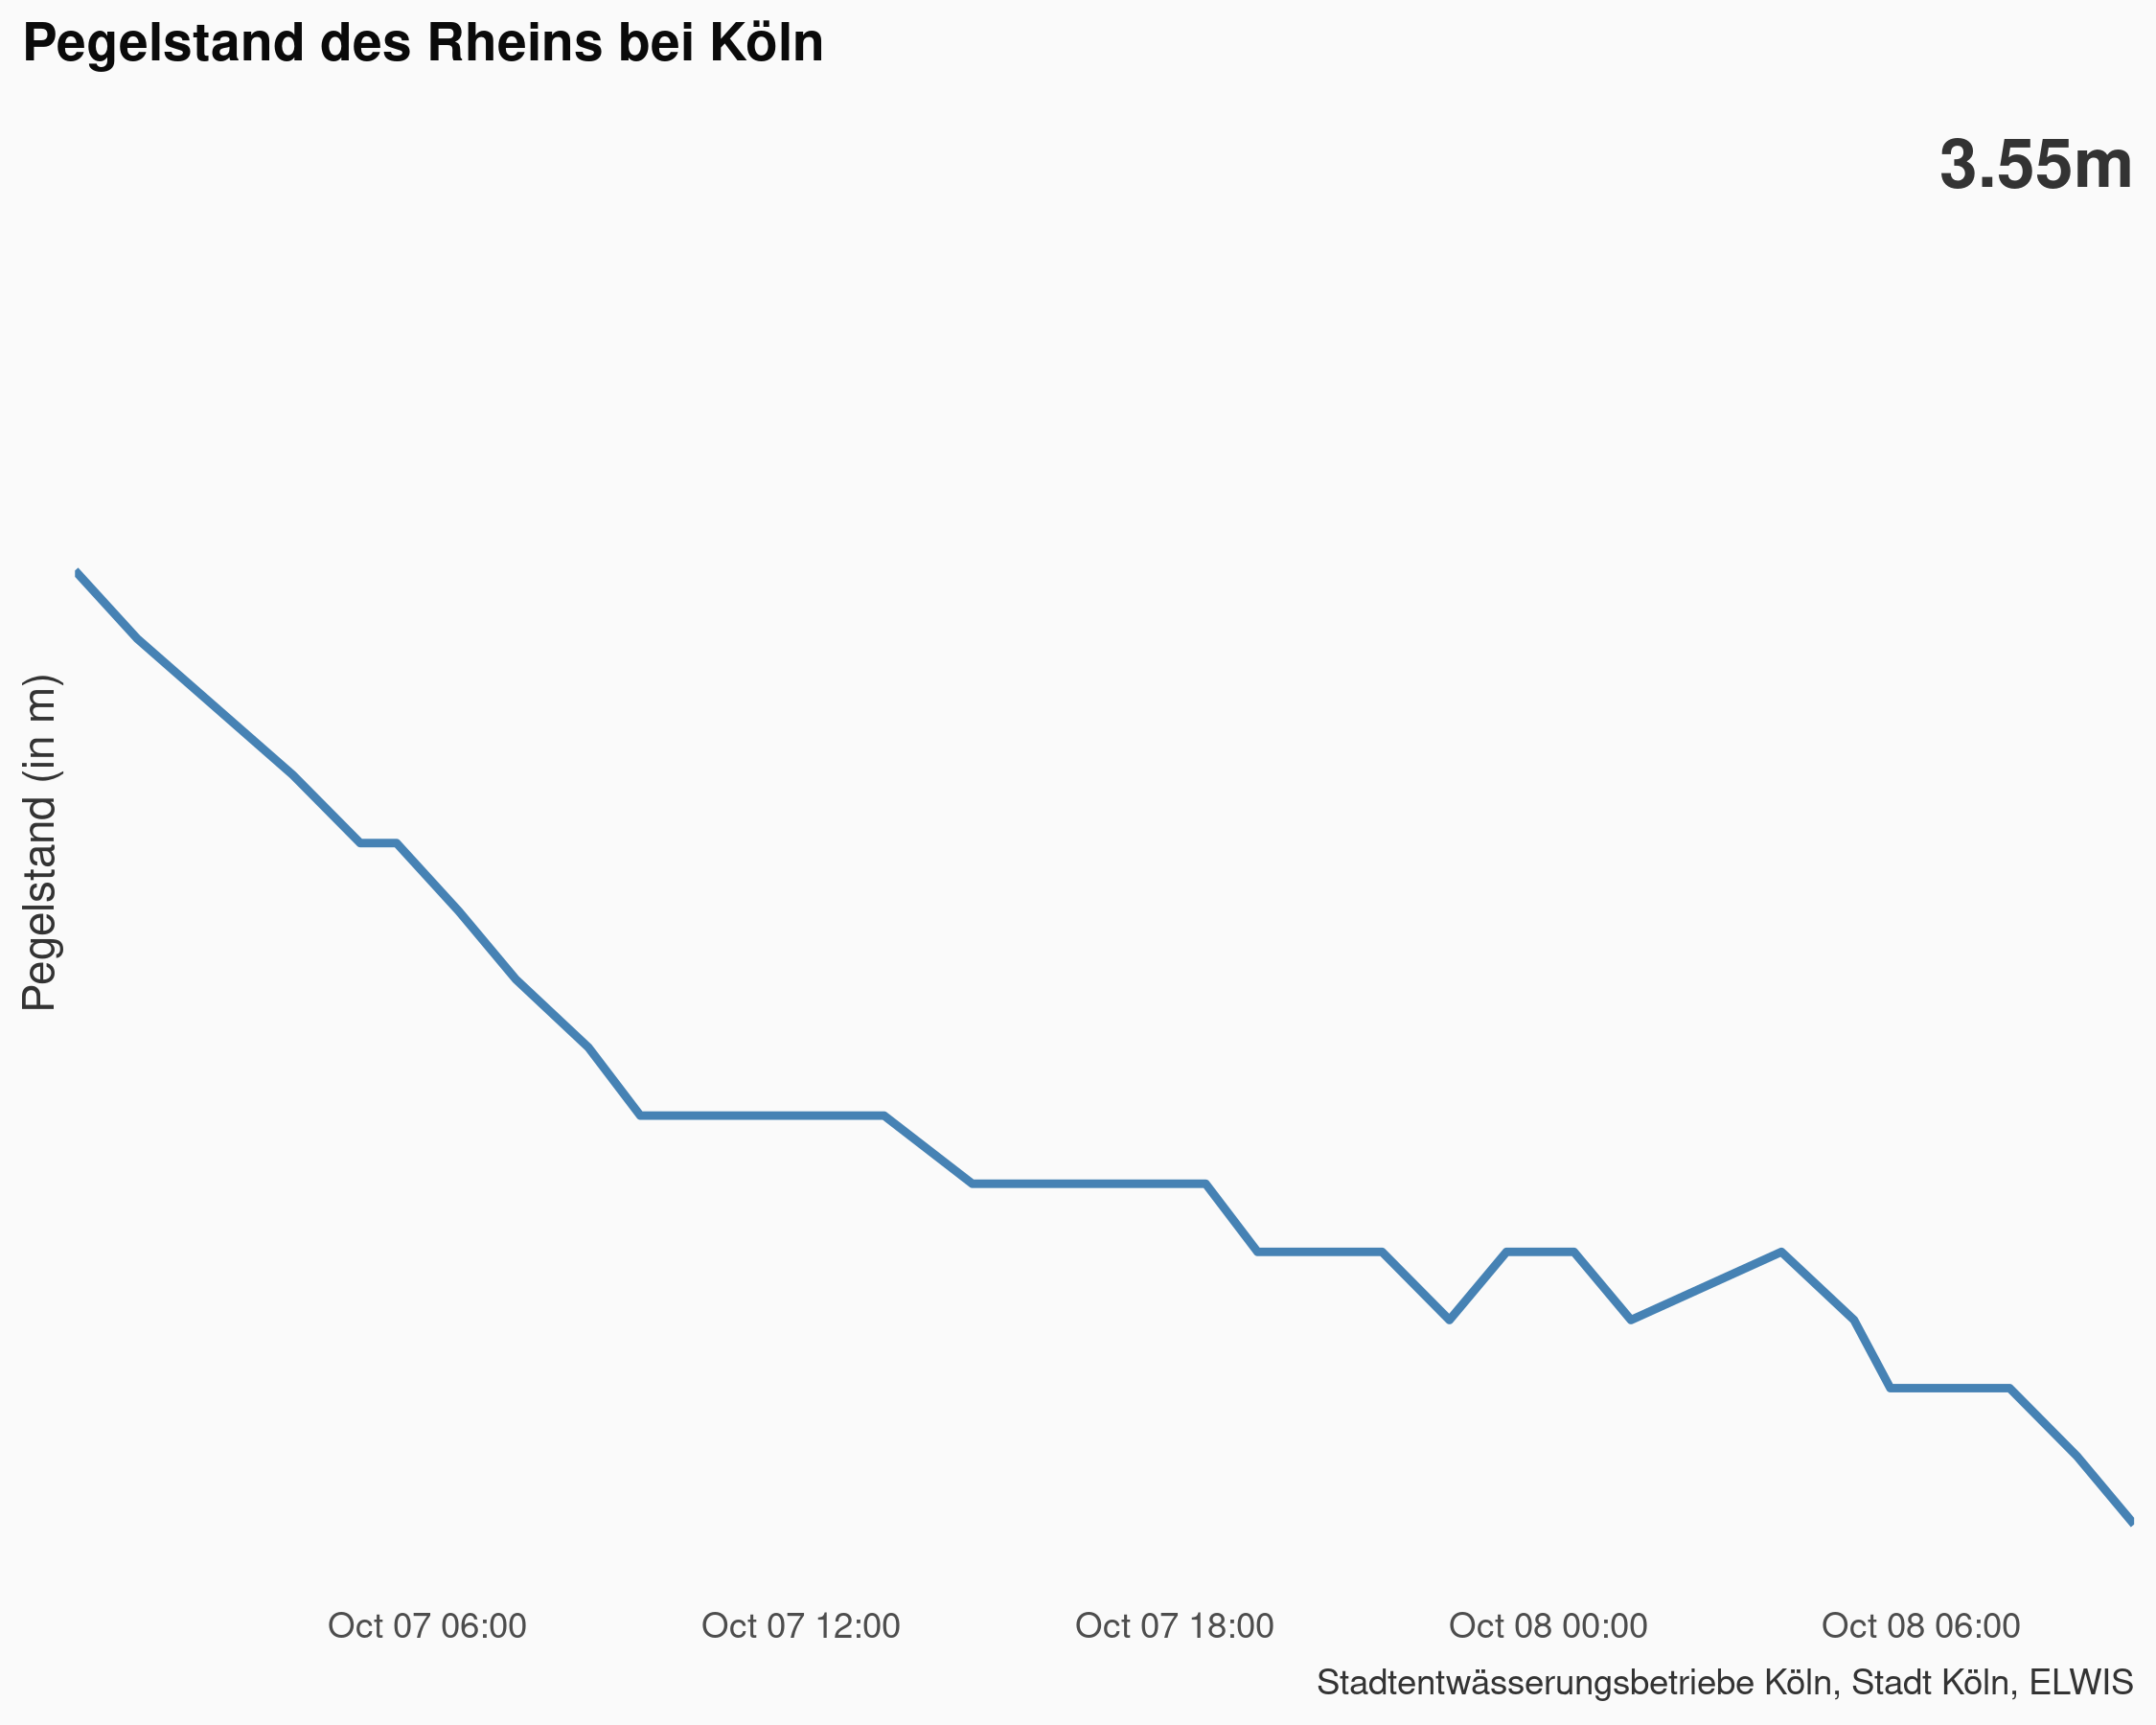 Pegelstand des Rheins bei Köln
3.55m
Pegelstand (in m)
Oct 07 06:00
Oct 07 12:00
Oct 07 18:00
Oct 08 00:00
Oct 08 06:00
Stadtentwässerungsbetriebe Köln, Stadt Köln, ELWIS